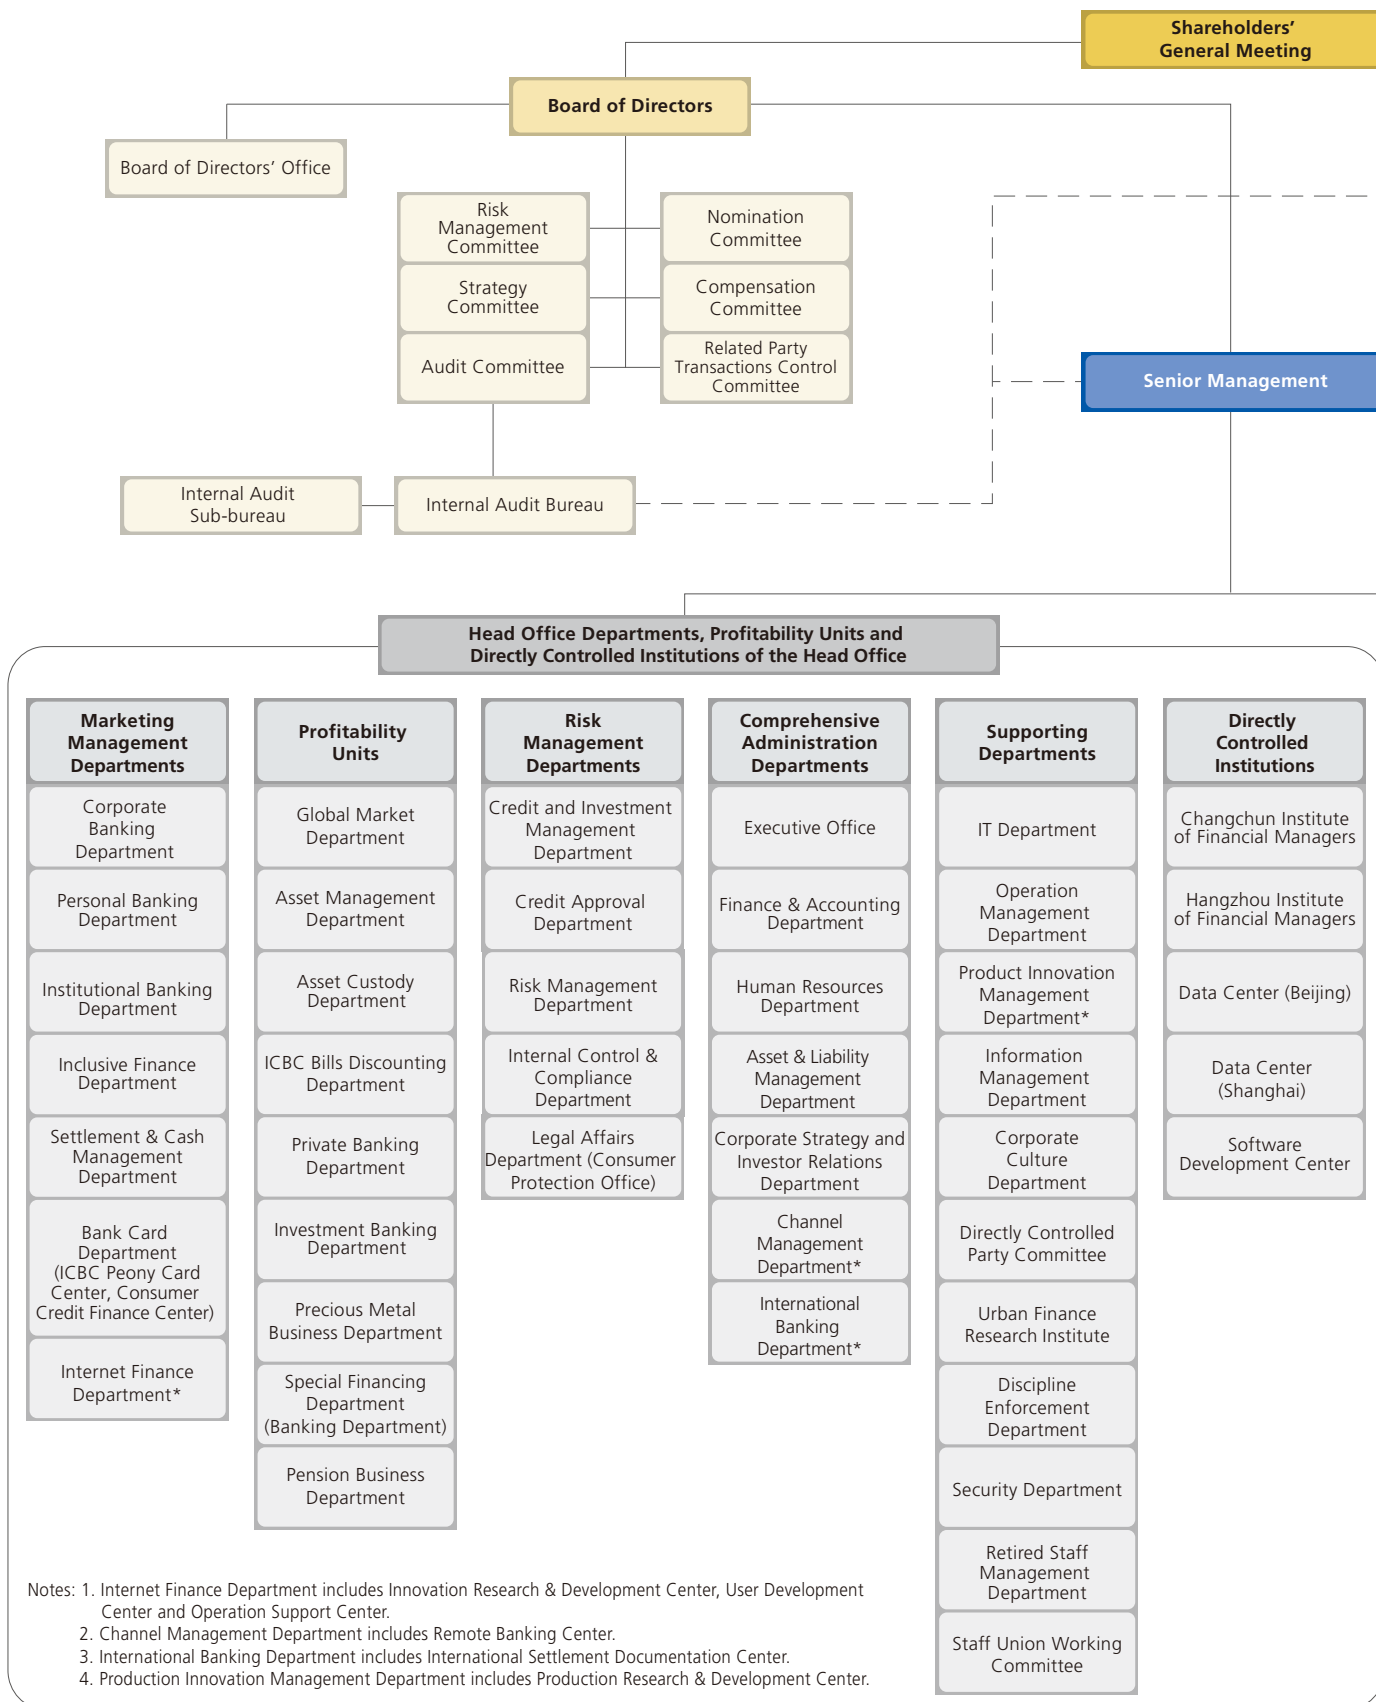 Shareholders’
General Meeting
Board of Directors
Board of Directors’ Office
Risk
Management
Committee
Nomination
Committee
Strategy
Committee
Compensation
Committee
Audit Committee
Related Party
Transactions Control
Committee
Senior Management
Internal Audit
Sub-bureau
Internal Audit Bureau
Head Office Departments, Profitability Units and
Directly Controlled Institutions of the Head Office
Marketing
Management
Departments
Corporate
Banking
Department
Personal Banking
Department
Institutional Banking
Department
Inclusive Finance
Department
Settlement & Cash
Management
Department
Bank Card
Department
(ICBC Peony Card
Center, Consumer
Credit Finance Center)
Internet Finance
Department*
Profitability
Units
Global Market
Department
Asset Management
Department
Asset Custody
Department
ICBC Bills Discounting
Department
Private Banking
Department
Investment Banking
Department
Precious Metal
Business Department
Special Financing
Department
(Banking Department)
Pension Business
Department
Risk
Management
Departments
Credit and Investment
Management
Department
Credit Approval
Department
Risk Management
Department
Internal Control &
Compliance
Department
Legal Affairs
Department (Consumer
Protection Office)
Comprehensive
Administration
Departments
Executive Office
Finance & Accounting
Department
Human Resources
Department
Asset & Liability
Management
Department
Corporate Strategy and
Investor Relations
Department
Channel
Management
Department*
International
Banking
Department*
Supporting
Departments
IT Department
Operation
Management
Department
Product Innovation
Management
Department*
Information
Management
Department
Corporate
Culture
Department
Directly Controlled
Party Committee
Urban Finance
Research Institute
Discipline
Enforcement
Department
Security Department
Retired Staff
Management
Department
Staff Union Working
Committee
Directly
Controlled
Institutions
Changchun Institute
of Financial Managers
Hangzhou Institute
of Financial Managers
Data Center (Beijing)
Data Center
(Shanghai)
Software
Development Center
Notes: 1. Internet Finance Department includes Innovation Research & Development Center, User Development
Center and Operation Support Center.
2. Channel Management Department includes Remote Banking Center.
3. International Banking Department includes International Settlement Documentation Center.
4. Production Innovation Management Department includes Production Research & Development Center.